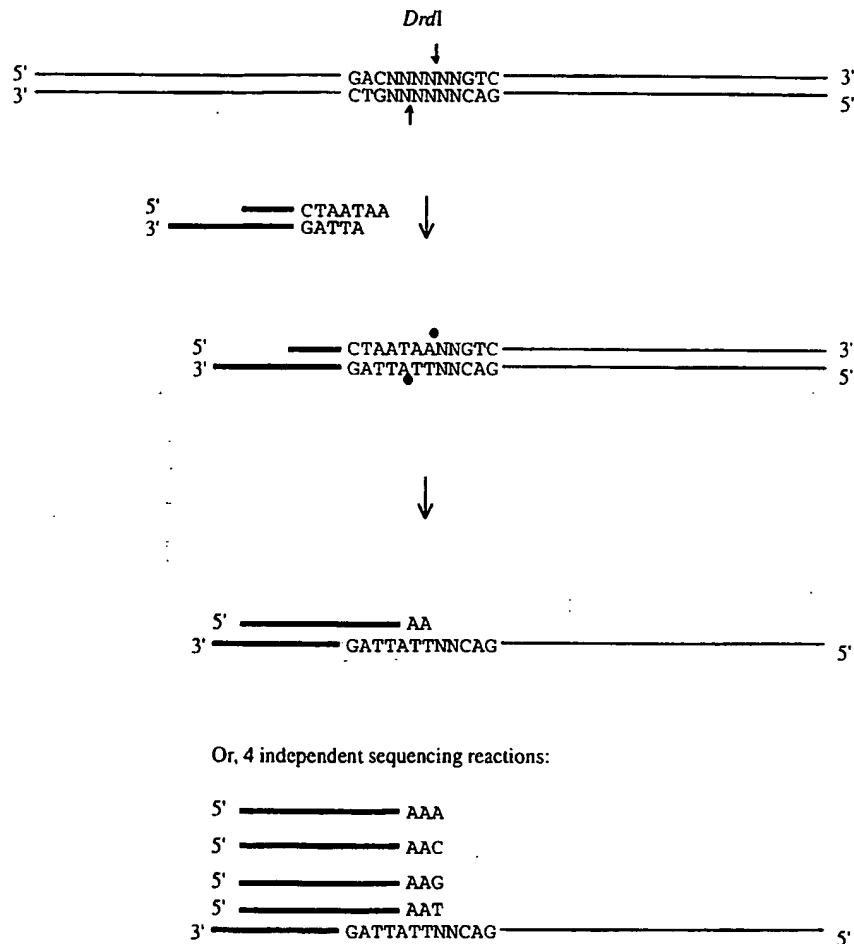 DrdI
5' GACNNNNNNGTC 3'
3' CTGNNNNNNCAG 5'
5' CTAATAA
3' GATTA
5' CTAATAANNGTC 3'
3' GATTATTNNCAG 5'
5' AA
3' GATTATTNNCAG 5'
Or, 4 independent sequencing reactions:
5' AAA
5' AAC
5' AAG
5' AAT
3' GATTATTNNCAG 5'